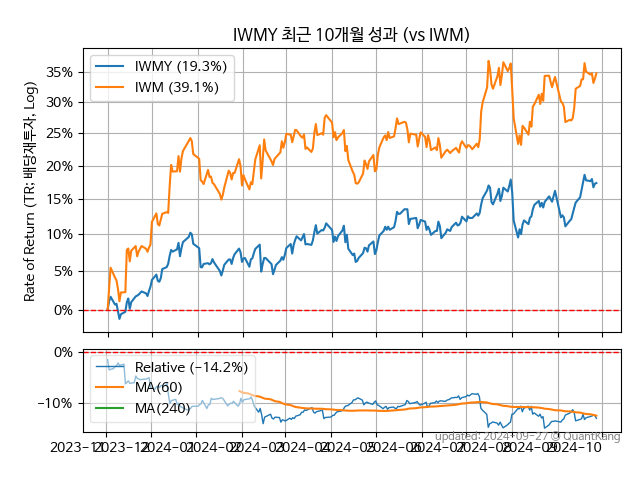 IWMY 최근 10개월 성과 (vs IWM)
Rate of Return (TR: 배당재투자, Log)
IWMY (19.3%)
IWM (39.1%)
35%
30%
25%
20%
15%
10%
5%
0%
0%
−10%
Relative (−14.2%)
MA(60)
MA(240)
2023-11
2023-12
2024-01
2024-02
2024-03
2024-04
2024-05
2024-06
2024-07
2024-08
2024-09
2024-10
updated: 2024-09-27 © QuantKang